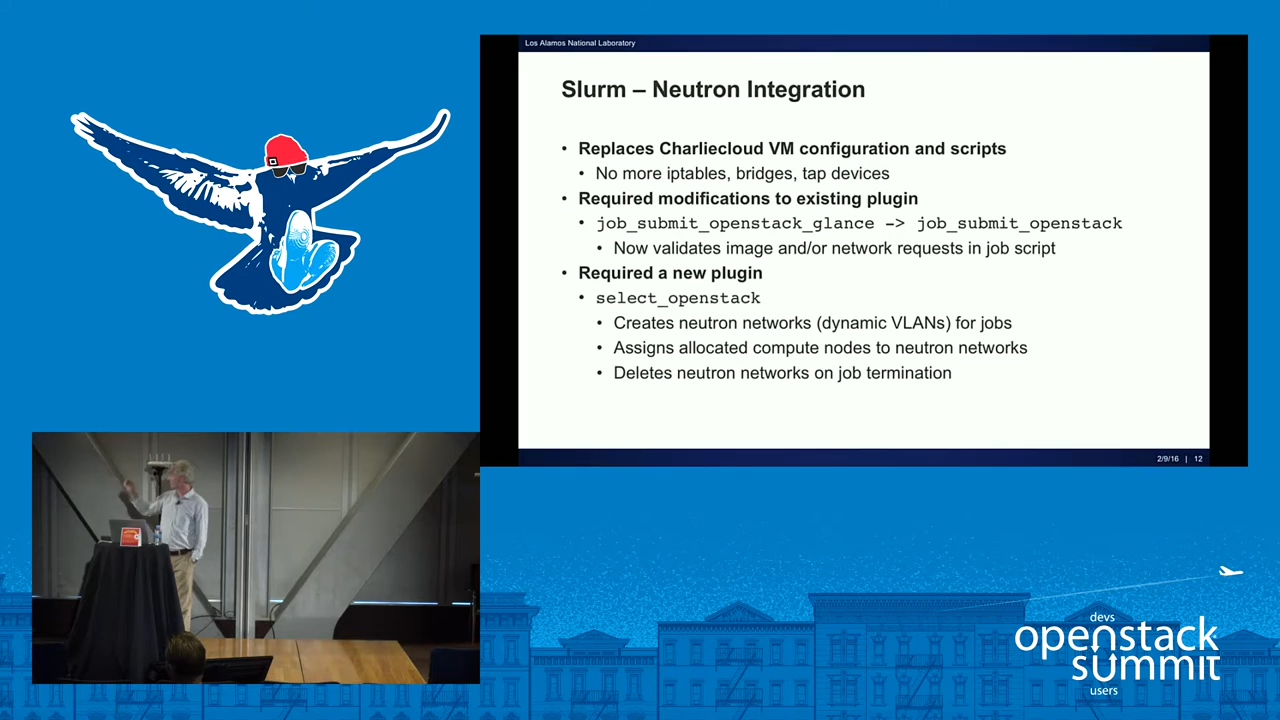 Los Alamos National Laboratory
Slurm – Neutron Integration
• Replaces Charliecloud VM configuration and scripts
• No more iptables, bridges, tap devices
• Required modifications to existing plugin
• job_submit_openstack_glance -> job_submit_openstack
• Now validates image and/or network requests in job script
• Required a new plugin
• select_openstack
• Creates neutron networks (dynamic VLANs) for jobs
• Assigns allocated compute nodes to neutron networks
• Deletes neutron networks on job termination
2/9/16 | 12
devs
openstack
summit
users